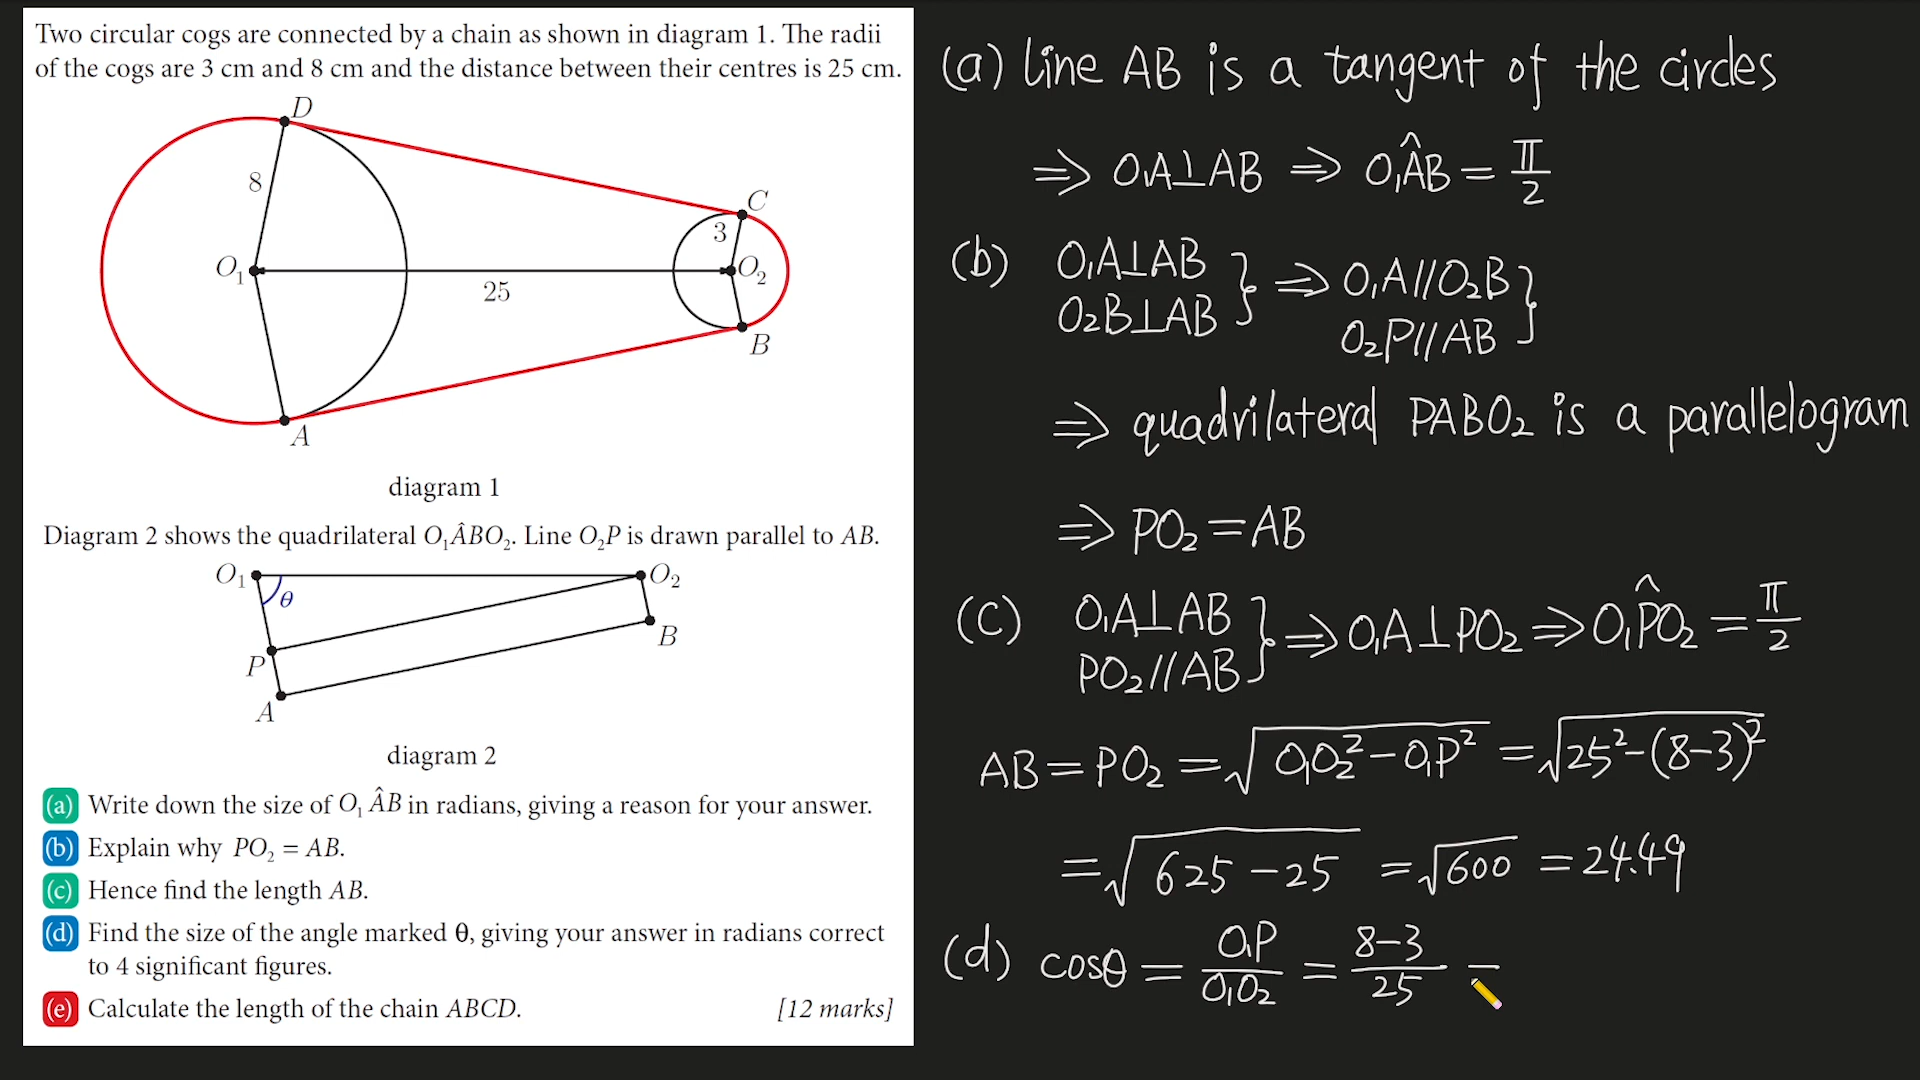 Two circular cogs are connected by a chain as shown in diagram 1. The radii
of the cogs are 3 cm and 8 cm and the distance between their centres is 25 cm.
D
8
C
3
O₁
O₂
25
B
A
diagram 1
Diagram 2 shows the quadrilateral O₁ÂBO₂. Line O₂P is drawn parallel to AB.
O₁
O₂
θ
B
P
A
diagram 2
(a) Write down the size of O₁ ÂB in radians, giving a reason for your answer.
(b) Explain why PO₂ = AB.
(c) Hence find the length AB.
(d) Find the size of the angle marked θ, giving your answer in radians correct
to 4 significant figures.
(e) Calculate the length of the chain ABCD. [12 marks]
(a) line AB is a tangent of the circles
⇒ O₁A⊥AB ⇒ O₁ÂB = π/2
(b) O₁A⊥AB
O₂B⊥AB } ⇒ O₁A//O₂B
O₂P//AB }
⇒ quadrilateral PABO₂ is a parallelogram
⇒ PO₂ = AB
(c) O₁A⊥AB
PO₂//AB } ⇒ O₁A⊥PO₂ ⇒ O₁P̂O₂ = π/2
AB = PO₂ = √(O₁O₂² − O₁P²) = √(25² − (8−3)²)
= √(625 − 25) = √600 = 24.49
(d) cosθ = O₁P/O₁O₂ = 8−3/25 −